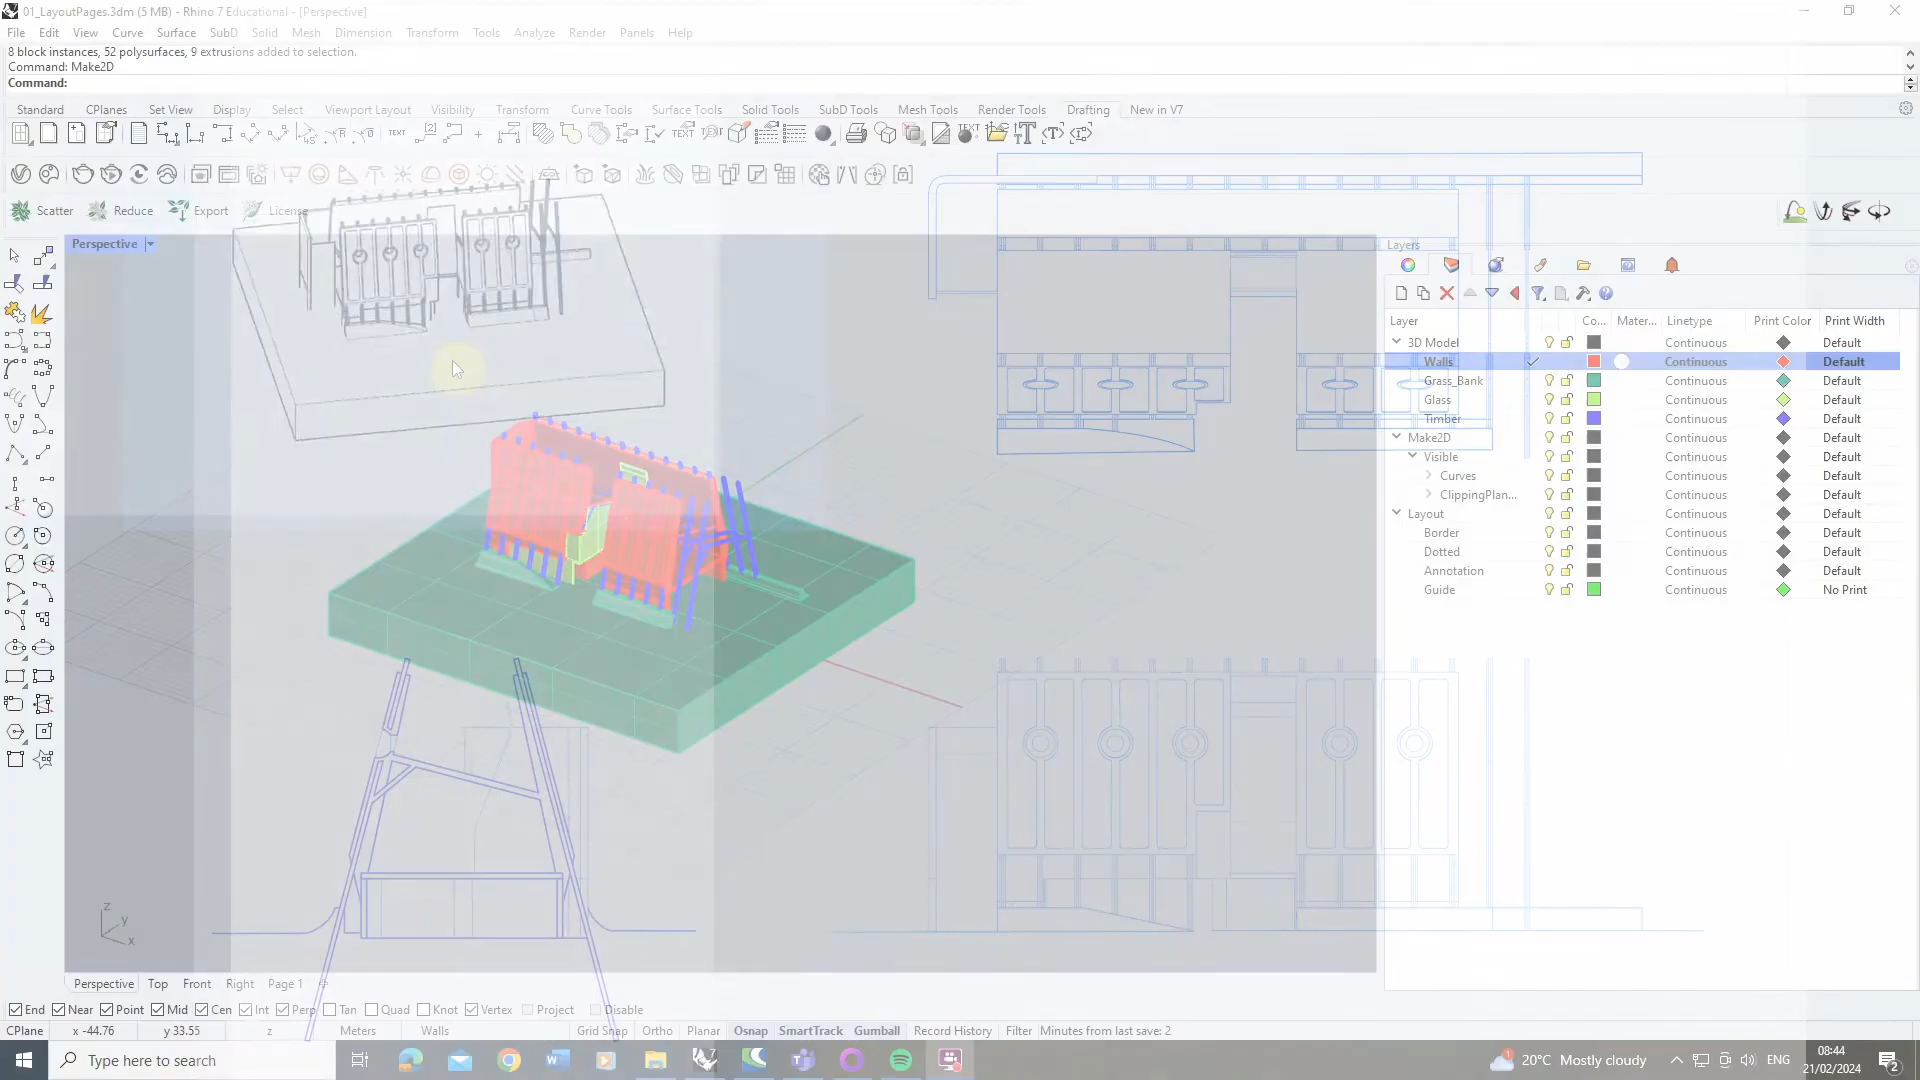 01_LayoutPages.3dm (5 MB) - Rhino 7 Educational - [Perspective]
File Edit View Curve Surface SubD Solid Mesh Dimension Transform Tools Analyze Render Panels Help
8 block instances, 52 polysurfaces, 9 extrusions added to selection.
Command: Make2D
Command:
Standard CPlanes Set View Display Select Viewport Layout Visibility Transform Curve Tools Surface Tools Solid Tools SubD Tools Mesh Tools Render Tools Drafting New in V7
Scatter Reduce Export License
Perspective
Layers
Layer Co... Mater... Linetype Print Color Print Width
3D Model Continuous Default
Walls Continuous Default
Grass_Bank Continuous Default
Glass Continuous Default
Timber Continuous Default
Make2D Continuous Default
Visible Continuous Default
Curves Continuous Default
ClippingPlan... Continuous Default
Layout Continuous Default
Border Continuous Default
Dotted Continuous Default
Annotation Continuous Default
Guide Continuous No Print
z
y
x
Perspective Top Front Right Page 1
End Near Point Mid Cen Int Perp Tan Quad Knot Vertex Project Disable
CPlane x -44.76 y 33.55 z Meters Walls Grid Snap Ortho Planar Osnap SmartTrack Gumball Record History Filter Minutes from last save: 2
Type here to search
20°C Mostly cloudy
ENG
08:44
21/02/2024
2